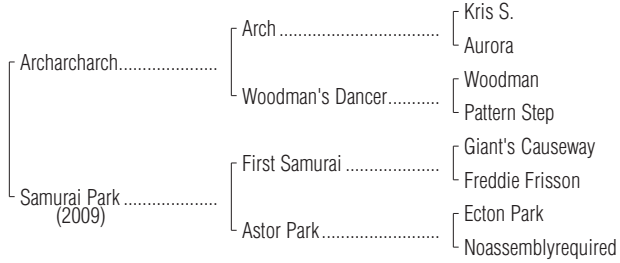 Kris S.
Arch ..................................
Aurora
Archarcharch.....................
Woodman
Woodman's Dancer...........
Pattern Step
Giant's Causeway
First Samurai ....................
Freddie Frisson
Samurai Park ....................
(2009)
Ecton Park
Astor Park.........................
Noassemblyrequired